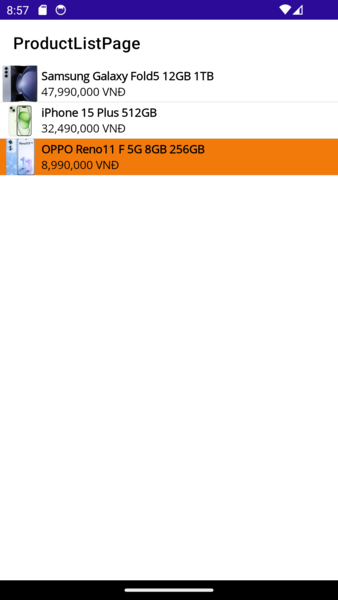 8:57
ProductListPage
Samsung Galaxy Fold5 12GB 1TB
47,990,000 VNĐ
iPhone 15 Plus 512GB
32,490,000 VNĐ
OPPO Reno11 F 5G 8GB 256GB
8,990,000 VNĐ